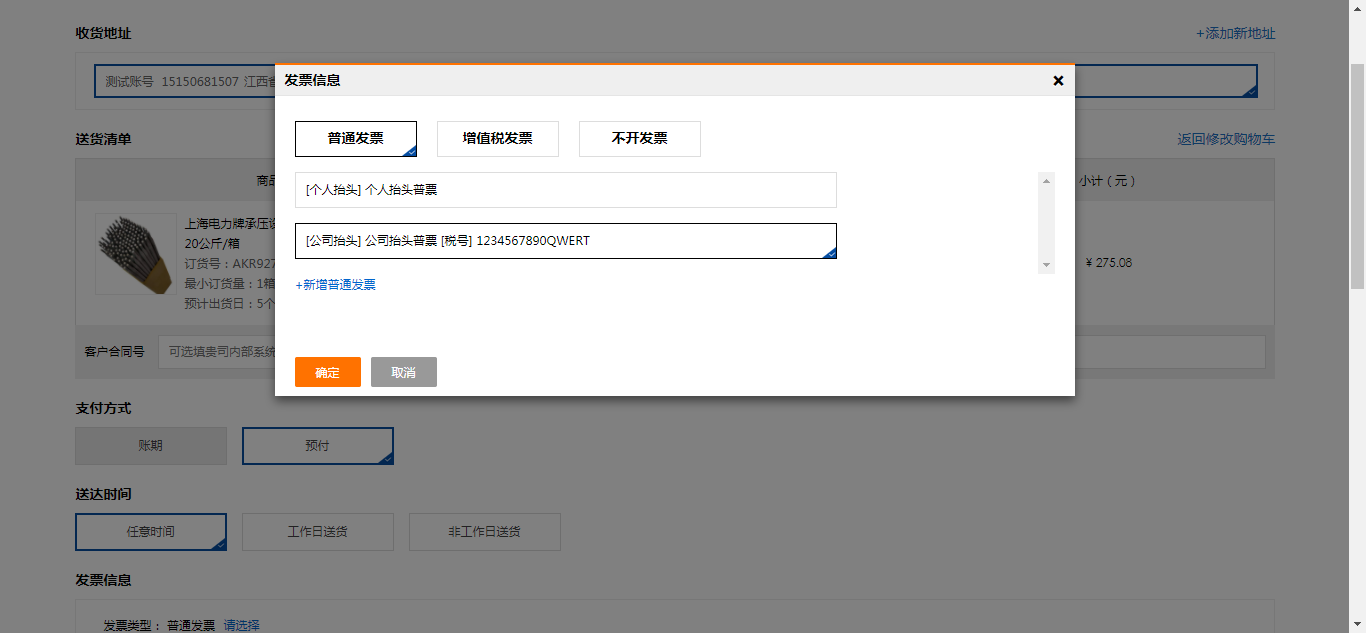 收货地址
+添加新地址
测试账号 15150681507 江西省
发票信息
普通发票
增值税发票
不开发票
[个人抬头] 个人抬头普票
[公司抬头] 公司抬头普票 [税号] 1234567890QWERT
+新增普通发票
确定
取消
送货清单
返回修改购物车
商品
小计（元）
上海电力牌承压设
20公斤/箱
订货号：AKR927
最小订货量：1箱
预计出货日：5个
¥ 275.08
客户合同号
可选填贵司内部系统
支付方式
账期
预付
送达时间
任意时间
工作日送货
非工作日送货
发票信息
发票类型： 普通发票 请选择